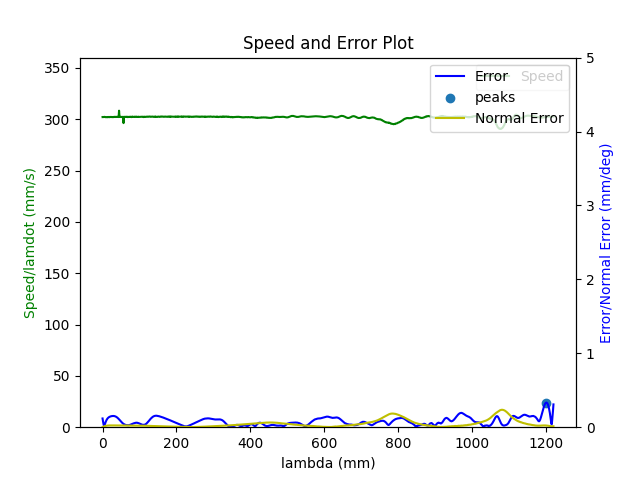 Speed and Error Plot
Error
Speed
peaks
Normal Error
350
300
250
200
150
100
50
0
Speed/lamdot (mm/s)
5
4
3
2
1
0
Error/Normal Error (mm/deg)
0 200 400 600 800 1000 1200
lambda (mm)